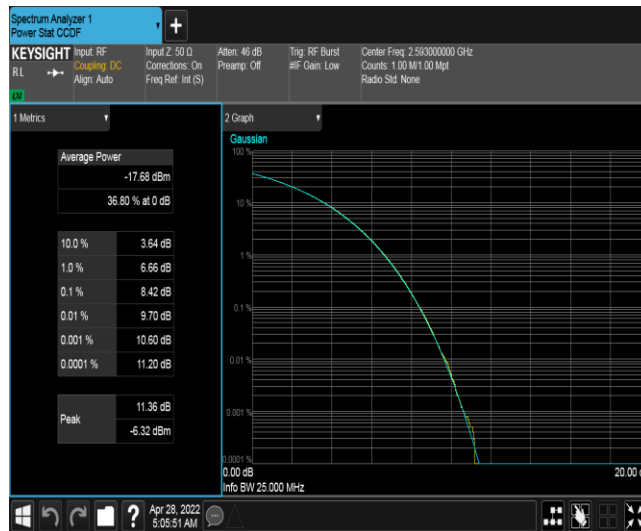 Spectrum Analyzer 1
Power Stat CCDF
KEYSIGHT
RL
Input: RF
Coupling: DC
Align: Auto
Input Z: 50 Ω
Corrections: On
Freq Ref: Int (S)
Atten: 46 dB
Preamp: Off
Trig: RF Burst
#IF Gain: Low
Center Freq: 2.593000000 GHz
Counts: 1.00 M/1.00 Mpt
Radio Std: None
1 Metrics
Average Power
-17.68 dBm
36.80 % at 0 dB
10.0 % 3.64 dB
1.0 % 6.66 dB
0.1 % 8.42 dB
0.01 % 9.70 dB
0.001 % 10.60 dB
0.0001 % 11.20 dB
Peak
11.36 dB
-6.32 dBm
2 Graph
Gaussian
100 %
10 %
1 %
0.1 %
0.01 %
0.001 %
0.0001 %
0.00 dB 20.00
Info BW 25.000 MHz
?
Apr 28, 2022
5:05:51 AM